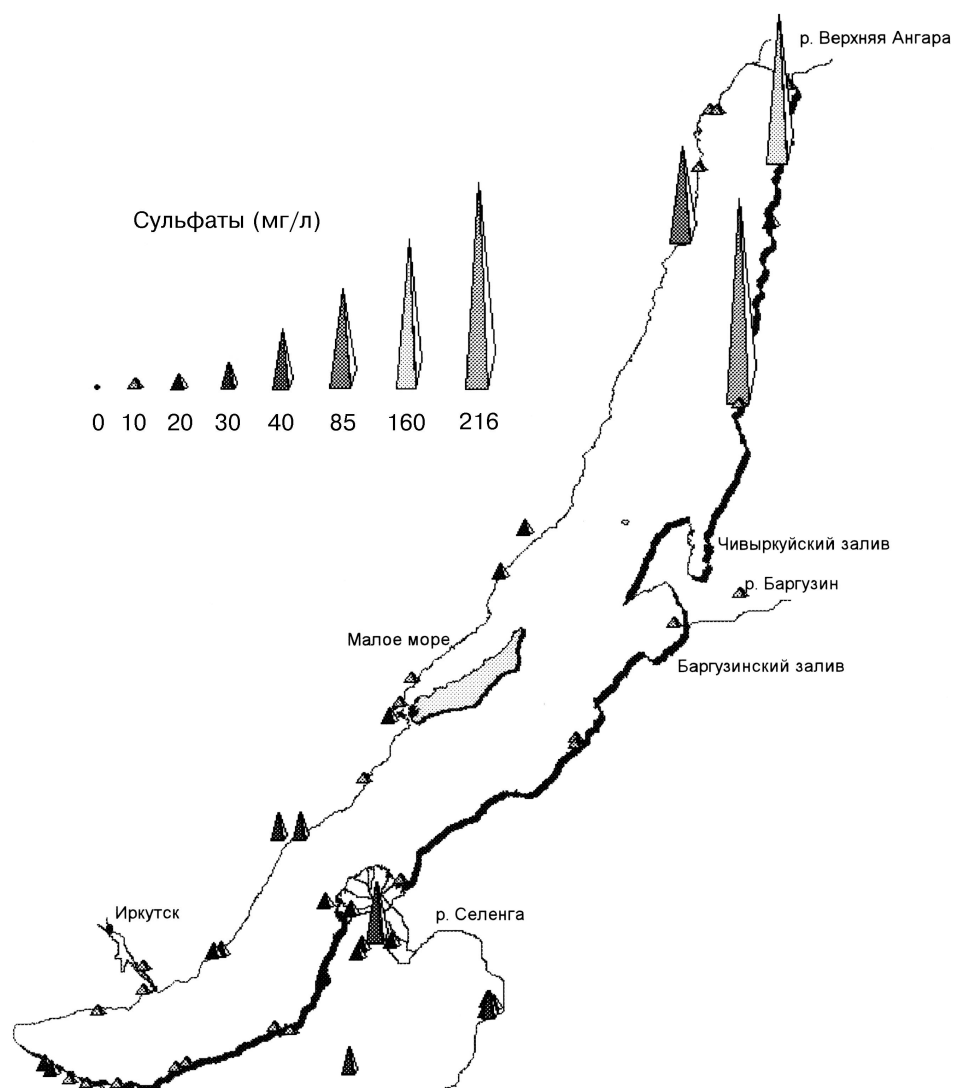 р. Верхняя Ангара
Сульфаты (мг/л)
0 10 20 30 40 85 160 216
Чивыркуйский залив
р. Баргузин
Малое море
Баргузинский залив
Иркутск
р. Селенга